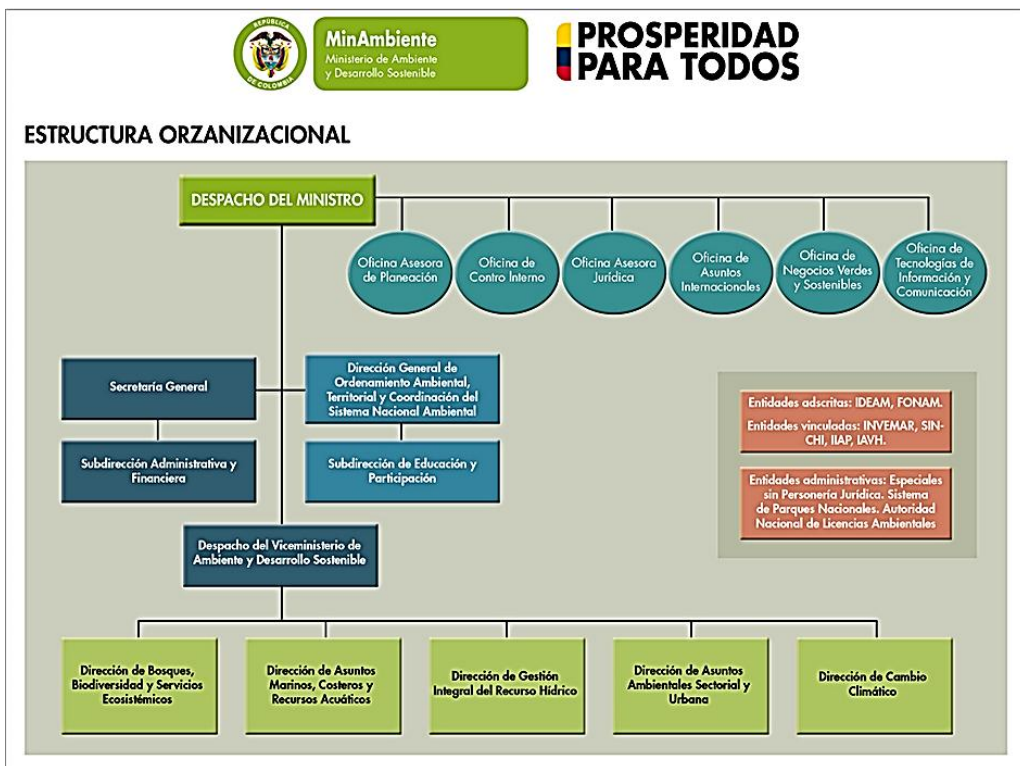 REPÚBLICA
DE COLOMBIA
MinAmbiente
Ministerio de Ambiente
y Desarrollo Sostenible
PROSPERIDAD
PARA TODOS
ESTRUCTURA ORZANIZACIONAL
DESPACHO DEL MINISTRO
Oficina Asesora
de Planeación
Oficina de
Contro Interno
Oficina Asesora
Jurídica
Oficina de
Asuntos
Internacionales
Oficina de
Negocios Verdes
y Sostenibles
Oficina de
Tecnologías de
Información y
Comunicación
Secretaría General
Dirección General de
Ordenamiento Ambiental,
Territorial y Coordinación del
Sistema Nacional Ambiental
Subdirección Administrativa y
Financiera
Subdirección de Educación y
Participación
Entidades adscritas: IDEAM, FONAM.
Entidades vinculadas: INVEMAR, SIN-
CHI, IIAP, IAVH.
Entidades administrativas: Especiales
sin Personería Jurídica. Sistema
de Parques Nacionales. Autoridad
Nacional de Licencias Ambientales
Despacho del Viceministerio de
Ambiente y Desarrollo Sostenible
Dirección de Bosques,
Biodiversidad y Servicios
Ecosistémicos
Dirección de Asuntos
Marinos, Costeros y
Recursos Acuáticos
Dirección de Gestión
Integral del Recurso Hídrico
Dirección de Asuntos
Ambientales Sectorial y
Urbana
Dirección de Cambio
Climático